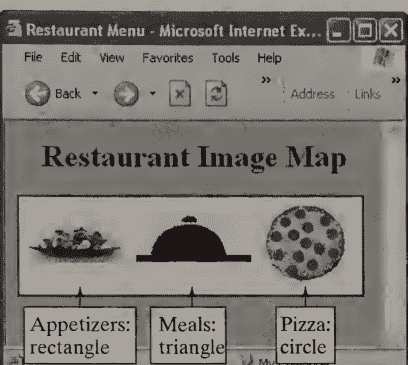 Restaurant Menu - Microsoft Internet Ex...
File Edit View Favorites Tools Help
Back » Address Links »
Restaurant Image Map
Appetizers:
rectangle
Meals:
triangle
Pizza:
circle